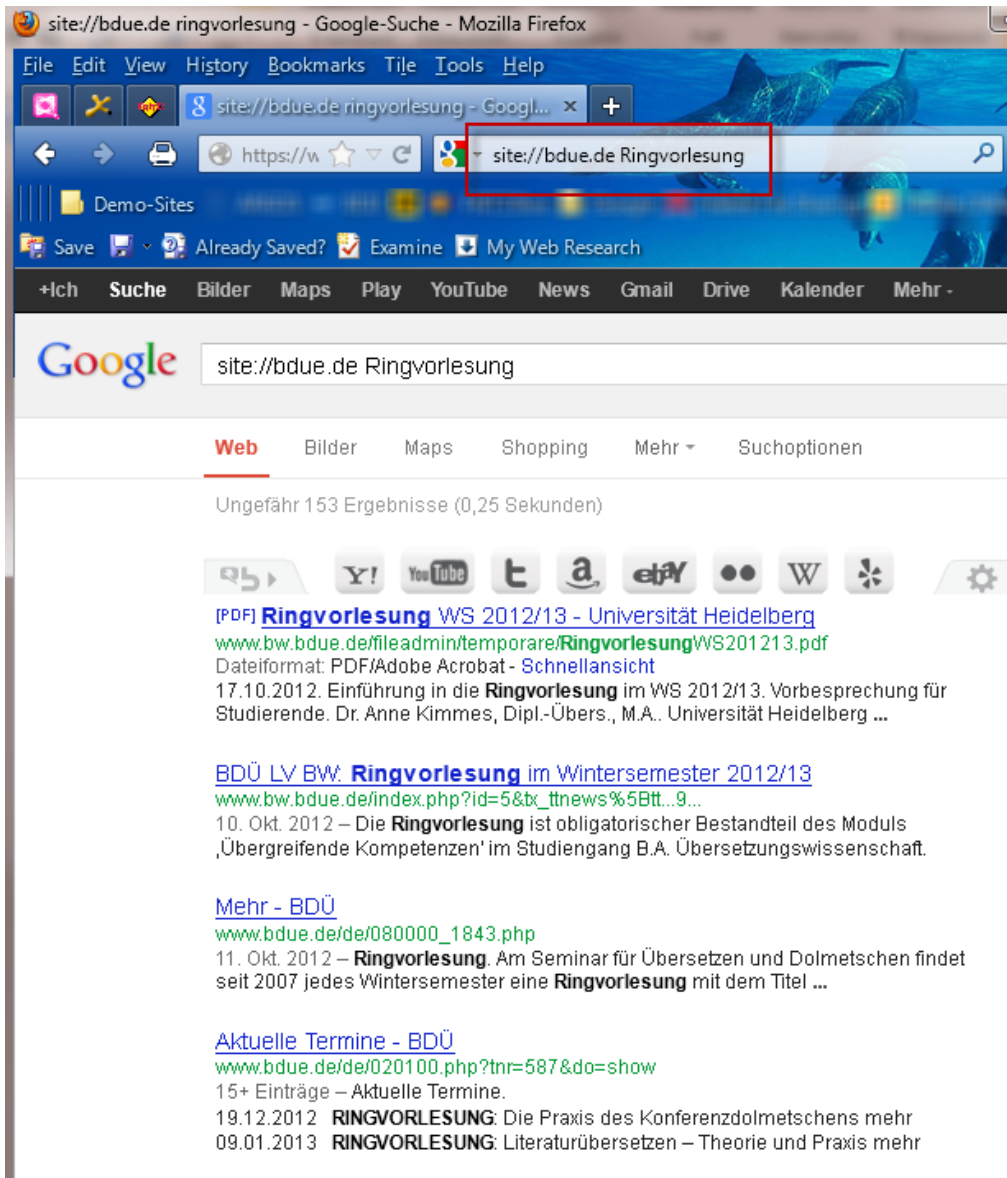 site://bdue.de ringvorlesung - Google-Suche - Mozilla Firefox
File Edit View History Bookmarks Tile Tools Help
site://bdue.de ringvorlesung - Googl...
https://w site://bdue.de Ringvorlesung
Demo-Sites
Save Already Saved? Examine My Web Research
+Ich Suche Bilder Maps Play YouTube News Gmail Drive Kalender Mehr
Google site://bdue.de Ringvorlesung
Web Bilder Maps Shopping Mehr Suchoptionen
Ungefähr 153 Ergebnisse (0,25 Sekunden)
Y! YouTube t a ebaY W
[PDF] Ringvorlesung WS 2012/13 - Universität Heidelberg
www.bw.bdue.de/fileadmin/temporare/RingvorlesungWS201213.pdf
Dateiformat: PDF/Adobe Acrobat - Schnellansicht
17.10.2012. Einführung in die Ringvorlesung im WS 2012/13. Vorbesprechung für
Studierende. Dr. Anne Kimmes, Dipl.-Übers., M.A.. Universität Heidelberg ...
BDÜ LV BW: Ringvorlesung im Wintersemester 2012/13
www.bw.bdue.de/index.php?id=5&tx_ttnews%5Btt...9...
10. Okt. 2012 – Die Ringvorlesung ist obligatorischer Bestandteil des Moduls
‚Übergreifende Kompetenzen' im Studiengang B.A. Übersetzungswissenschaft.
Mehr - BDÜ
www.bdue.de/de/080000_1843.php
11. Okt. 2012 – Ringvorlesung. Am Seminar für Übersetzen und Dolmetschen findet
seit 2007 jedes Wintersemester eine Ringvorlesung mit dem Titel ...
Aktuelle Termine - BDÜ
www.bdue.de/de/020100.php?tnr=587&do=show
15+ Einträge – Aktuelle Termine.
19.12.2012 RINGVORLESUNG: Die Praxis des Konferenzdolmetschens mehr
09.01.2013 RINGVORLESUNG: Literaturübersetzen – Theorie und Praxis mehr